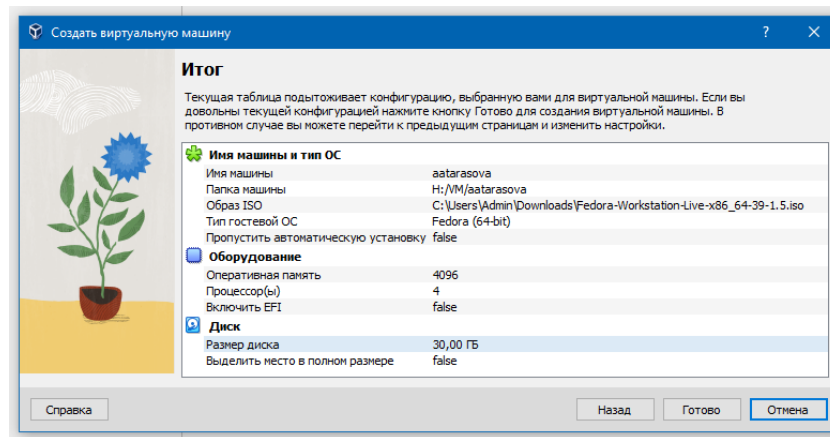 Создать виртуальную машину
?
Итог
Текущая таблица подытоживает конфигурацию, выбранную вами для виртуальной машины. Если вы
довольны текущей конфигурацией нажмите кнопку Готово для создания виртуальной машины. В
противном случае вы можете перейти к предыдущим страницам и изменить настройки.
Имя машины и тип ОС
Имя машины aatarasova
Папка машины H:/VM/aatarasova
Образ ISO C:\Users\Admin\Downloads\Fedora-Workstation-Live-x86_64-39-1.5.iso
Тип гостевой ОС Fedora (64-bit)
Пропустить автоматическую установку false
Оборудование
Оперативная память 4096
Процессор(ы) 4
Включить EFI false
Диск
Размер диска 30,00 ГБ
Выделить место в полном размере false
Справка Назад Готово Отмена